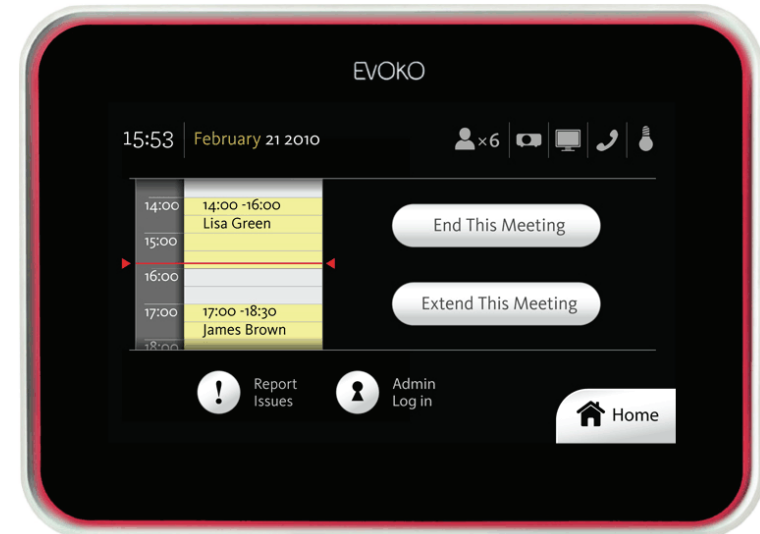 EVOKO
15:53 February 21 2010 ×6
14:00 14:00 -16:00
Lisa Green
15:00
16:00
17:00 17:00 -18:30
James Brown
18:00
End This Meeting
Extend This Meeting
Report
Issues
Admin
Log in
Home